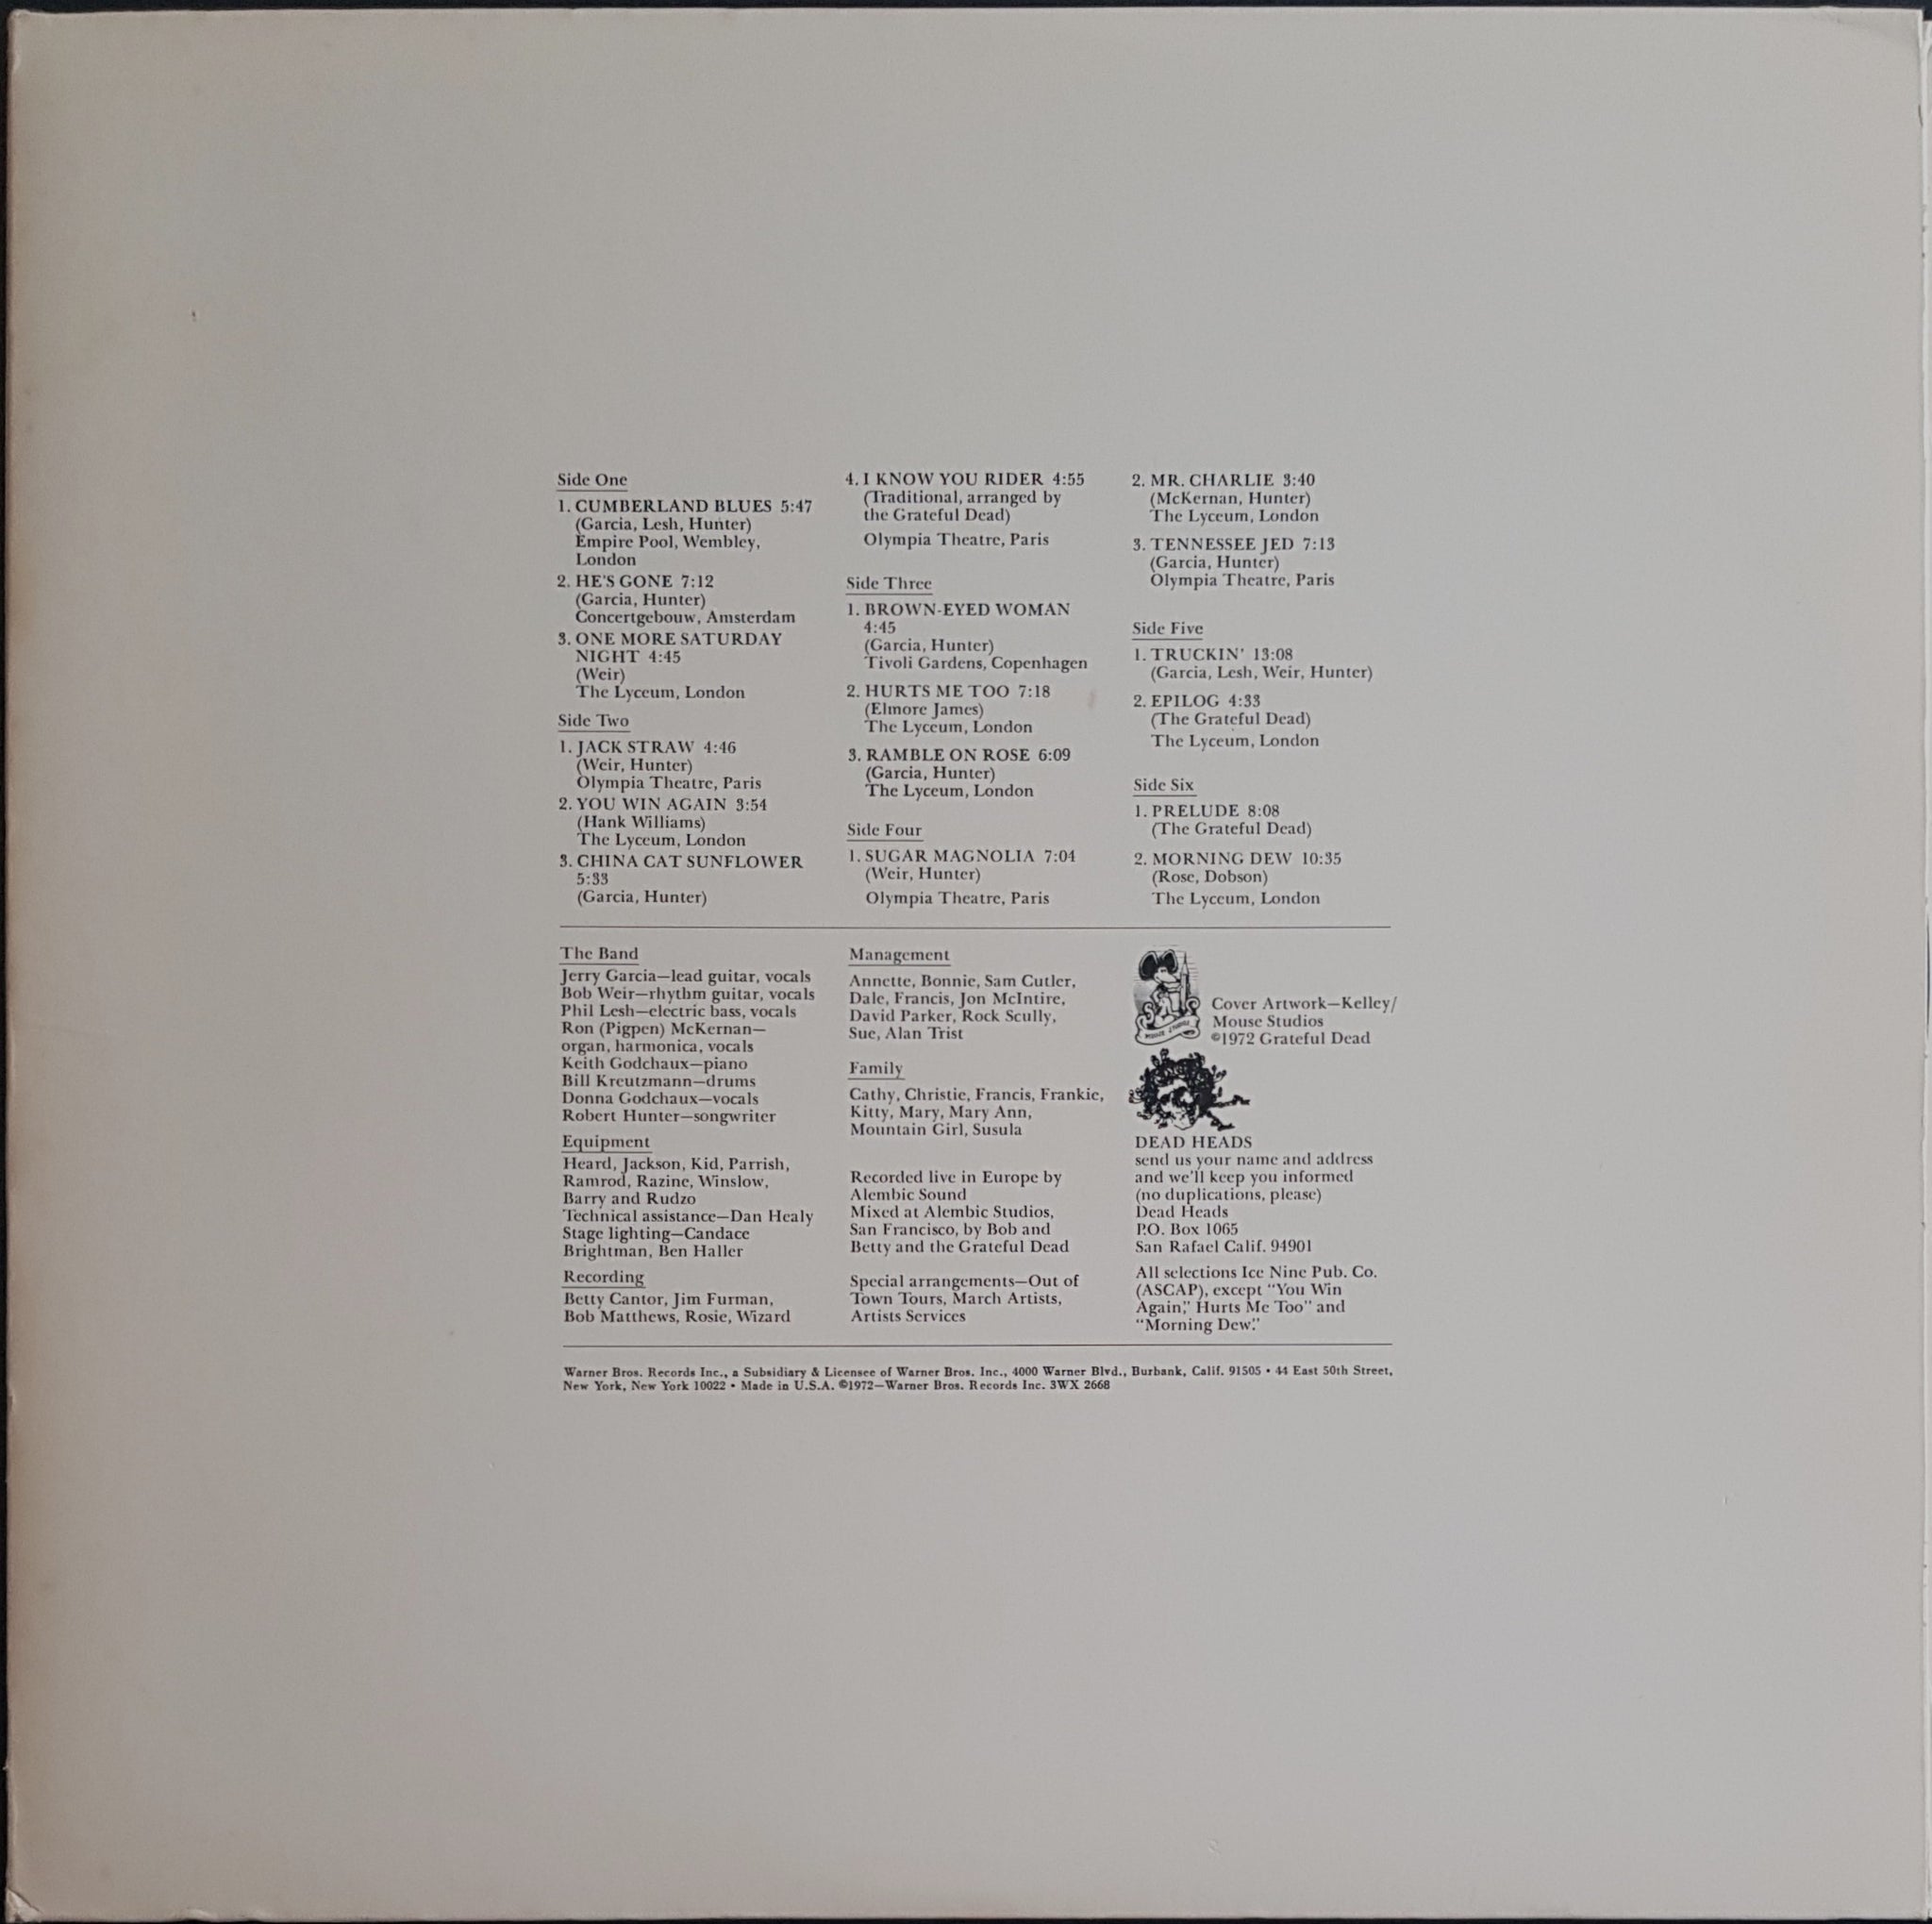 Side One
1. CUMBERLAND BLUES 5:47
(Garcia, Lesh, Hunter)
Empire Pool, Wembley,
London
2. HE'S GONE 7:12
(Garcia, Hunter)
Concertgebouw, Amsterdam
3. ONE MORE SATURDAY
NIGHT 4:45
(Weir)
The Lyceum, London
Side Two
1. JACK STRAW 4:46
(Weir, Hunter)
Olympia Theatre, Paris
2. YOU WIN AGAIN 3:54
(Hank Williams)
The Lyceum, London
3. CHINA CAT SUNFLOWER
5:33
(Garcia, Hunter)
4. I KNOW YOU RIDER 4:55
(Traditional, arranged by
the Grateful Dead)
Olympia Theatre, Paris
Side Three
1. BROWN-EYED WOMAN
4:45
(Garcia, Hunter)
Tivoli Gardens, Copenhagen
2. HURTS ME TOO 7:18
(Elmore James)
The Lyceum, London
3. RAMBLE ON ROSE 6:09
(Garcia, Hunter)
The Lyceum, London
Side Four
1. SUGAR MAGNOLIA 7:04
(Weir, Hunter)
Olympia Theatre, Paris
2. MR. CHARLIE 3:40
(McKernan, Hunter)
The Lyceum, London
3. TENNESSEE JED 7:13
(Garcia, Hunter)
Olympia Theatre, Paris
Side Five
1. TRUCKIN' 13:08
(Garcia, Lesh, Weir, Hunter)
2. EPILOG 4:33
(The Grateful Dead)
The Lyceum, London
Side Six
1. PRELUDE 8:08
(The Grateful Dead)
2. MORNING DEW 10:35
(Rose, Dobson)
The Lyceum, London
The Band
Jerry Garcia—lead guitar, vocals
Bob Weir—rhythm guitar, vocals
Phil Lesh—electric bass, vocals
Ron (Pigpen) McKernan—
organ, harmonica, vocals
Keith Godchaux—piano
Bill Kreutzmann—drums
Donna Godchaux—vocals
Robert Hunter—songwriter
Equipment
Heard, Jackson, Kid, Parrish,
Ramrod, Razine, Winslow,
Barry and Rudzo
Technical assistance—Dan Healy
Stage lighting—Candace
Brightman, Ben Haller
Recording
Betty Cantor, Jim Furman,
Bob Matthews, Rosie, Wizard
Management
Annette, Bonnie, Sam Cutler,
Dale, Francis, Jon McIntire,
David Parker, Rock Scully,
Sue, Alan Trist
Family
Cathy, Christie, Francis, Frankie,
Kitty, Mary, Mary Ann,
Mountain Girl, Susula
Recorded live in Europe by
Alembic Sound
Mixed at Alembic Studios,
San Francisco, by Bob and
Betty and the Grateful Dead
Special arrangements—Out of
Town Tours, March Artists,
Artists Services
Cover Artwork—Kelley/
Mouse Studios
©1972 Grateful Dead
DEAD HEADS
send us your name and address
and we'll keep you informed
(no duplications, please)
Dead Heads
P.O. Box 1065
San Rafael Calif. 94901
All selections Ice Nine Pub. Co.
(ASCAP), except "You Win
Again," Hurts Me Too" and
"Morning Dew."
Warner Bros. Records Inc., a Subsidiary & Licensee of Warner Bros. Inc., 4000 Warner Blvd., Burbank, Calif. 91505 • 44 East 50th Street,
New York, New York 10022 • Made in U.S.A. ©1972—Warner Bros. Records Inc. 3WX 2668